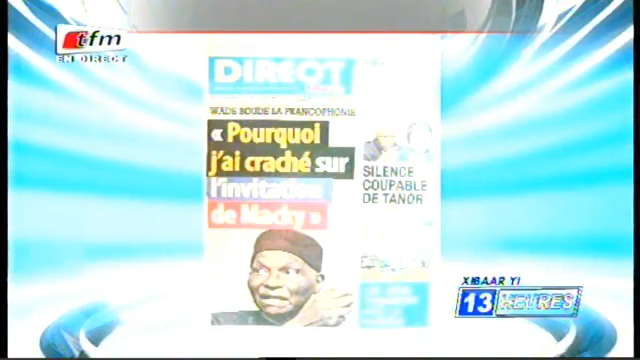 tfm
EN DIRECT
DIRECT
WADE BOUDE LA FRANCOPHONIE
« Pourquoi
j'ai craché sur
l'invitation
de Macky »
SILENCE
COUPABLE
DE TANOR
XIBAAR YI
13 HEURES